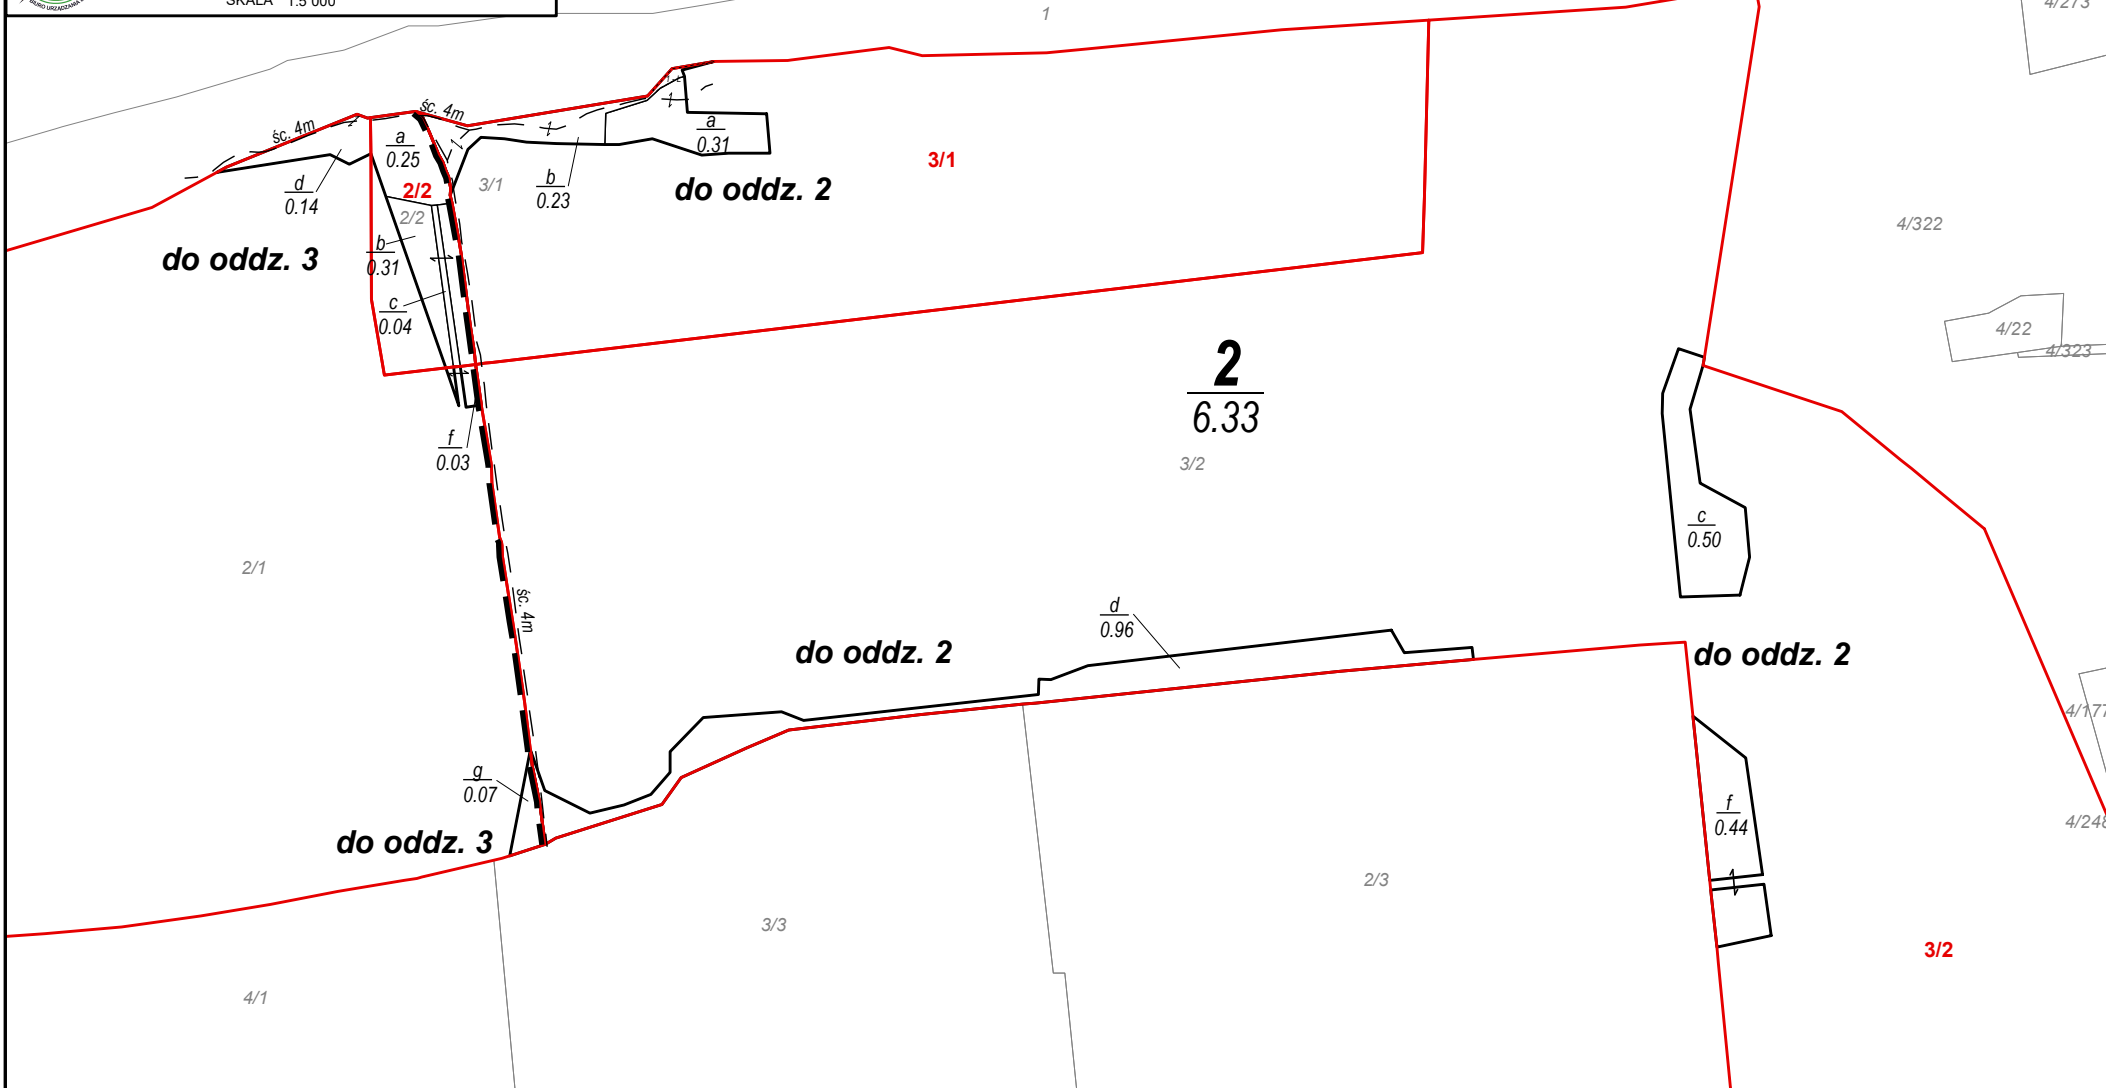 BIURO URZĄDZANIA
SKALA 1:5 000
1
4/273
śc. 4m
śc. 4m
a
0.25
a
0.31
3/1
d
0.14
2/2
3/1
b
0.23
do oddz. 2
2/2
4/322
do oddz. 3
b
0.31
c
0.04
4/22
4/323
2
6.33
f
0.03
3/2
c
0.50
2/1
śc. 4m
d
0.96
do oddz. 2
do oddz. 2
4/177
g
0.07
f
0.44
4/248
do oddz. 3
2/3
3/3
3/2
4/1